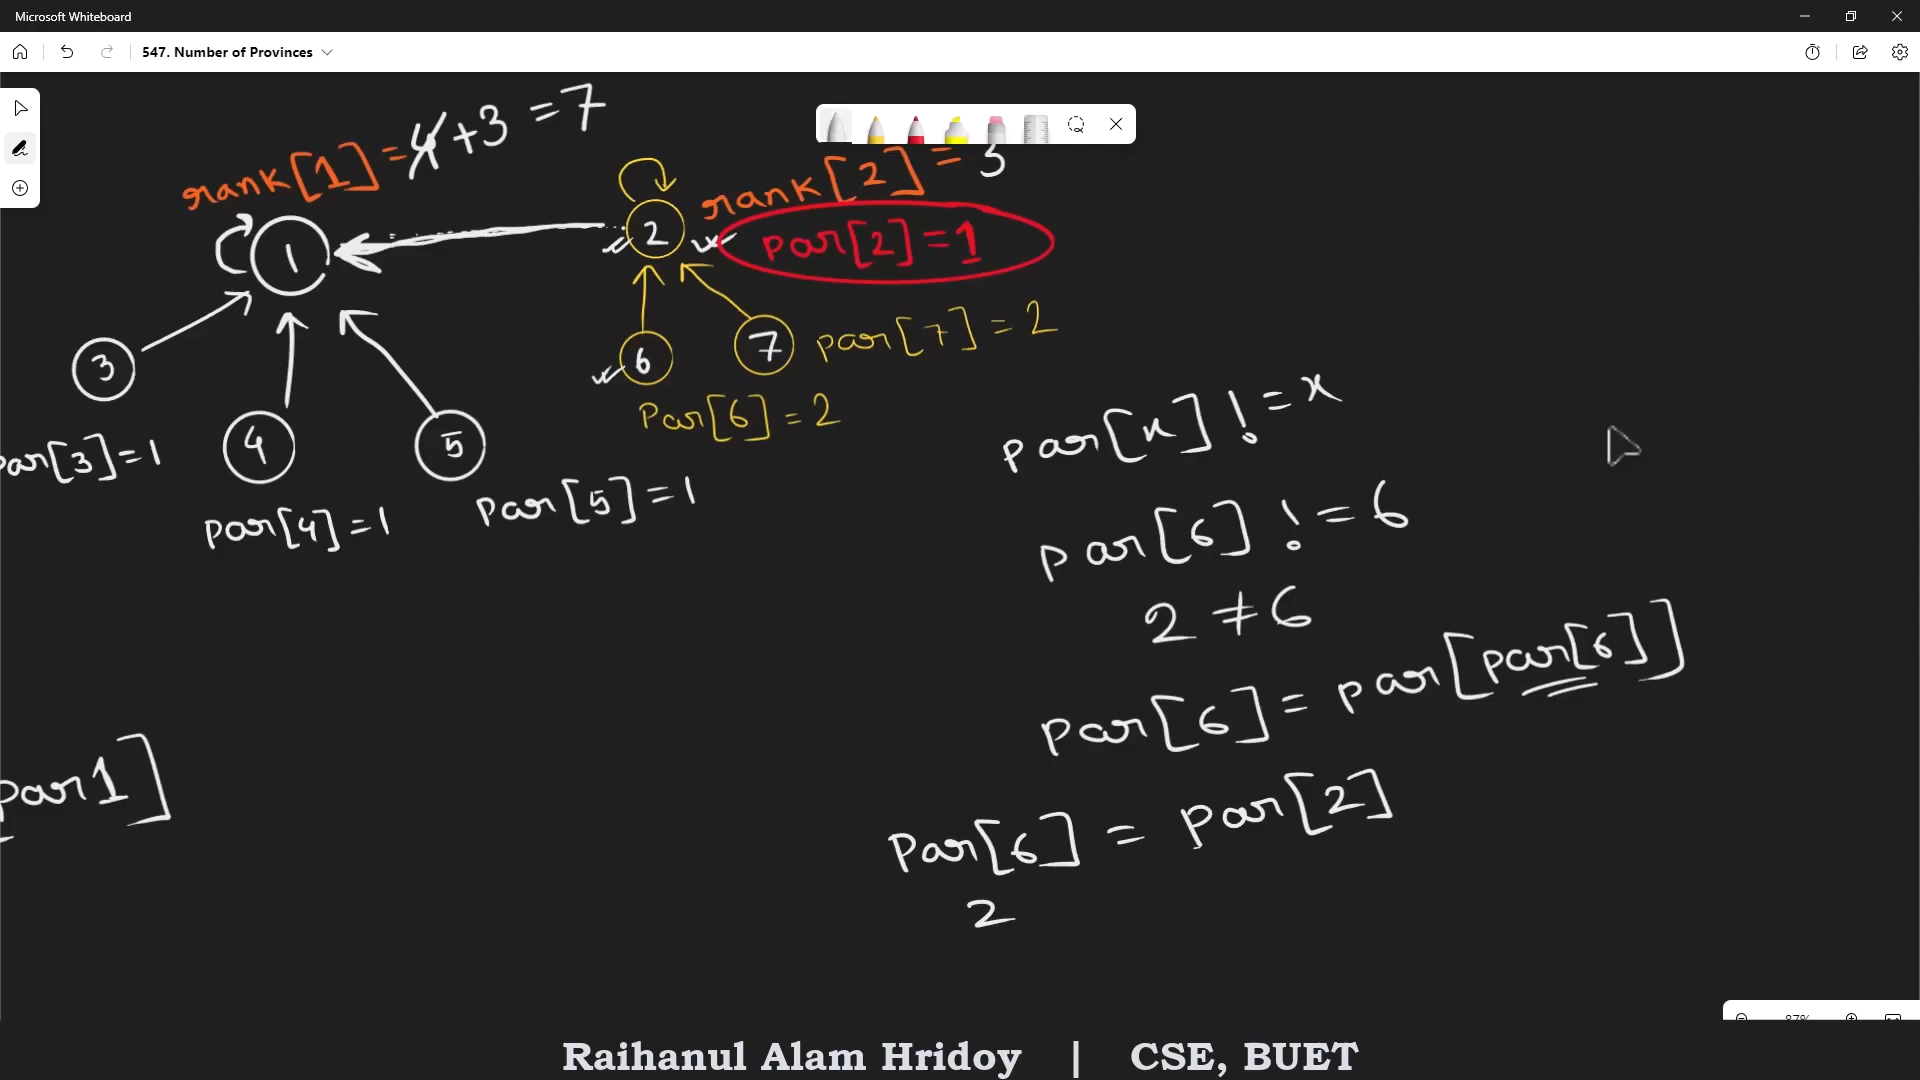 Microsoft Whiteboard
547. Number of Provinces
rank[1] = 4 + 3 = 7
rank[2] = 3
1
2
par[2] = 1
3
6
7
par[7] = 2
par[6] = 2
4
5
par[3] = 1
par[4] = 1
par[5] = 1
par[x] != x
par[6] != 6
2 ≠ 6
par[6] = par[par[6]]
par1]
par[6] = par[2]
2
87%
Raihanul Alam Hridoy | CSE, BUET